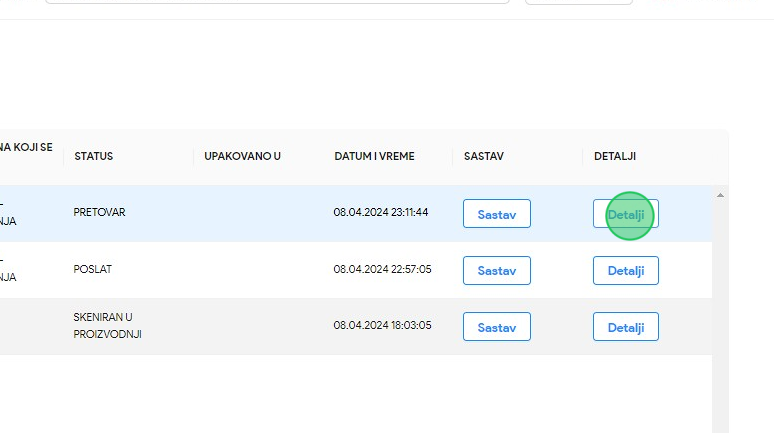 NA KOJI SE
STATUS
UPAKOVANO U
DATUM I VREME
SASTAV
DETALJI
NJA
PRETOVAR
08.04.2024 23:11:44
Sastav
Detalji
NJA
POSLAT
08.04.2024 22:57:05
Sastav
Detalji
SKENIRAN U
PROIZVODNJI
08.04.2024 18:03:05
Sastav
Detalji